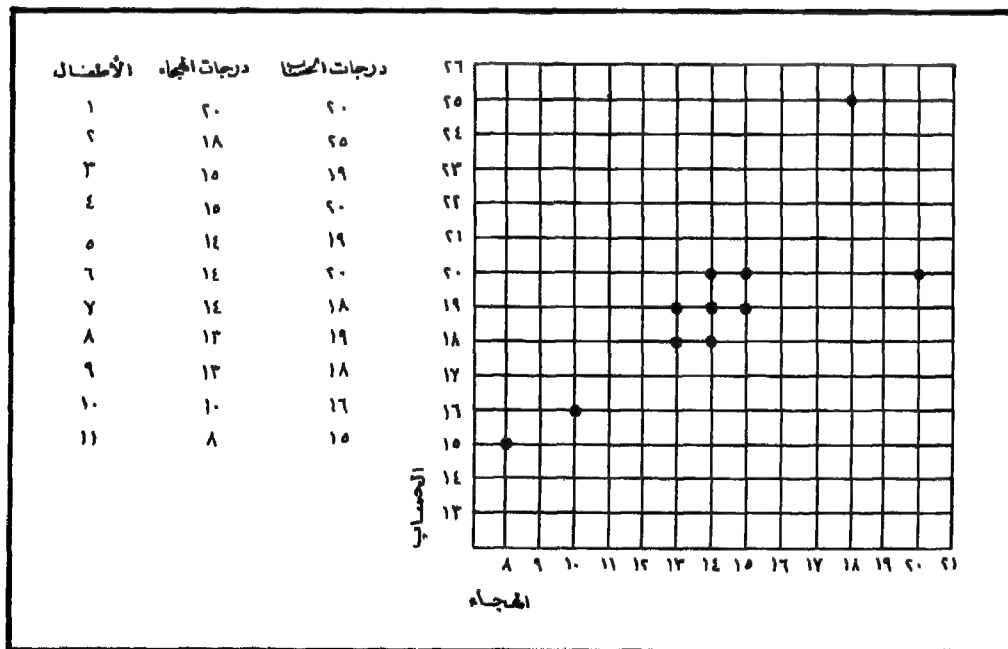 الأطفال درجات الهجاء درجات الحساب
١ ٢٠ ٢٠
٢ ١٨ ٢٥
٣ ١٥ ١٩
٤ ١٥ ٢٠
٥ ١٤ ١٩
٦ ١٤ ٢٠
٧ ١٤ ١٨
٨ ١٣ ١٩
٩ ١٣ ١٨
١٠ ١٠ ١٦
١١ ٨ ١٥
٢٦
٢٥
٢٤
٢٣
٢٢
٢١
٢٠
١٩
١٨
١٧
١٦
١٥
١٤
١٣
الحساب
٨ ٩ ١٠ ١١ ١٢ ١٣ ١٤ ١٥ ١٦ ١٧ ١٨ ١٩ ٢٠ ٢١
الهجاء